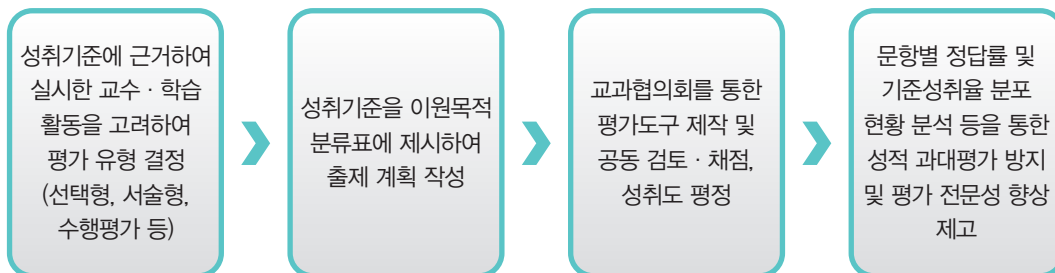 성취기준에 근거하여
실시한 교수 · 학습
활동을 고려하여
평가 유형 결정
(선택형, 서술형,
수행평가 등)
성취기준을 이원목적
분류표에 제시하여
출제 계획 작성
교과협의회를 통한
평가도구 제작 및
공동 검토 · 채점,
성취도 평정
문항별 정답률 및
기준성취율 분포
현황 분석 등을 통한
성적 과대평가 방지
및 평가 전문성 향상
제고